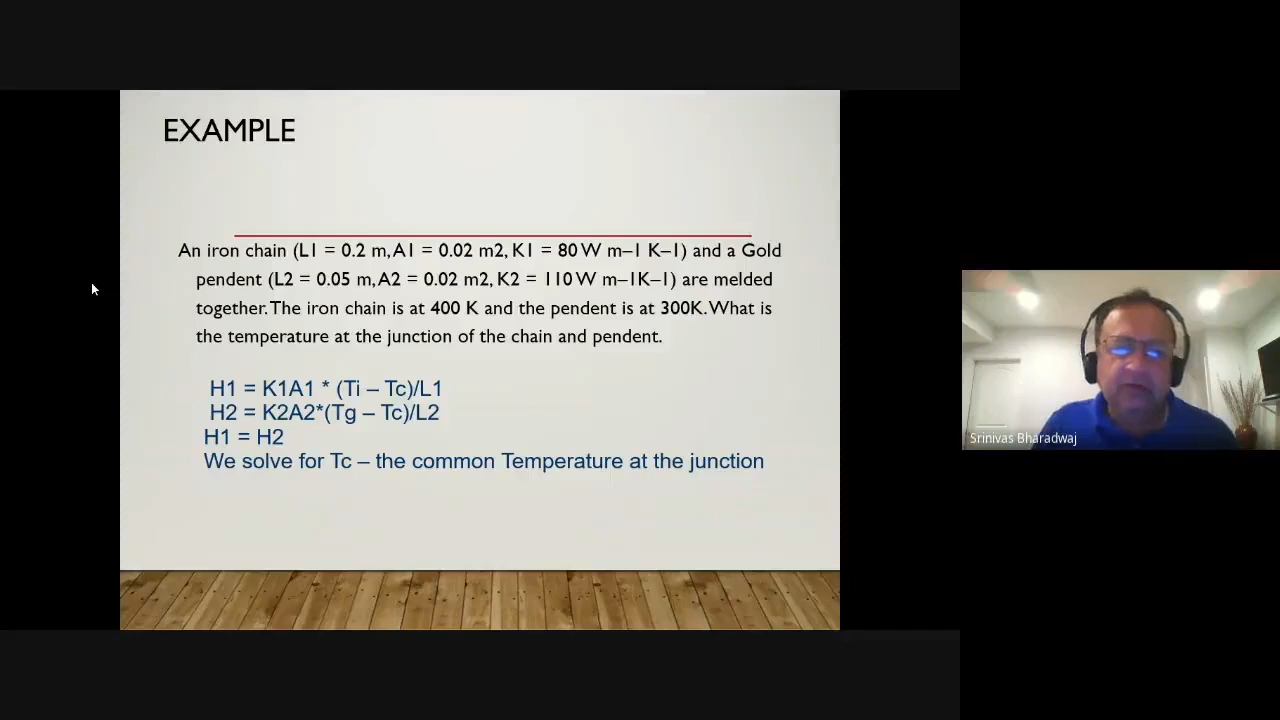 EXAMPLE
An iron chain (L1 = 0.2 m, A1 = 0.02 m2, K1 = 80 W m–1 K–1) and a Gold
pendent (L2 = 0.05 m, A2 = 0.02 m2, K2 = 110 W m–1K–1) are melded
together. The iron chain is at 400 K and the pendent is at 300K. What is
the temperature at the junction of the chain and pendent.
H1 = K1A1 * (Ti – Tc)/L1
H2 = K2A2*(Tg – Tc)/L2
H1 = H2
We solve for Tc – the common Temperature at the junction
Srinivas Bharadwaj